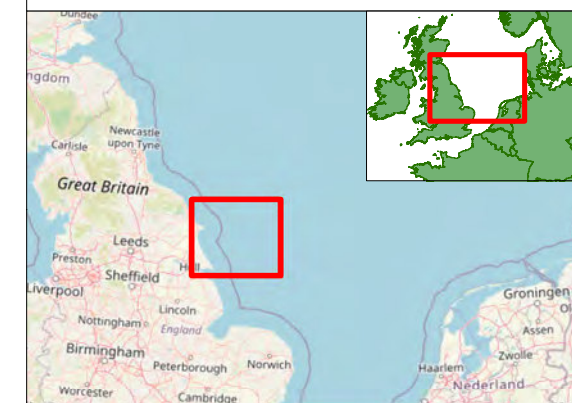 Dundee
ngdom
Newcastle
upon Tyne
Carlisle
Great Britain
Leeds
Preston
Hull
Sheffield
Liverpool
Lincoln
Nottingham
England
Birmingham
Peterborough
Norwich
Worcester
Cambridge
Groningen
Assen
Zwolle
Haarlem
Nederland